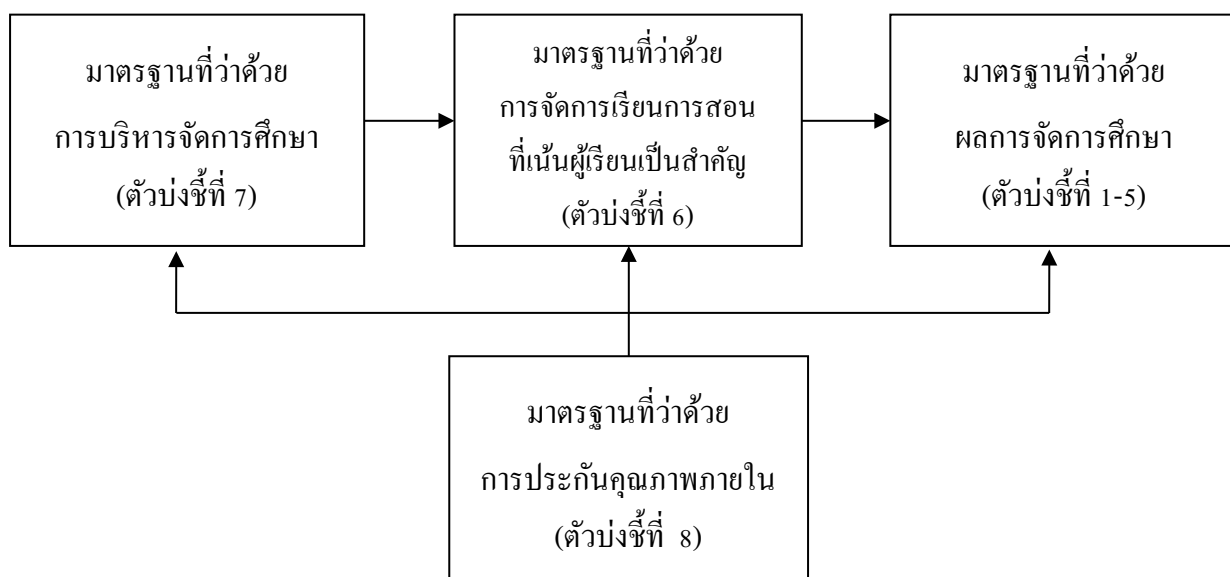 มาตรฐานที่ว่าด้วย
การบริหารจัดการศึกษา
(ตัวบ่งชี้ที่ 7)
มาตรฐานที่ว่าด้วย
การจัดการเรียนการสอน
ที่เน้นผู้เรียนเป็นสำคัญ
(ตัวบ่งชี้ที่ 6)
มาตรฐานที่ว่าด้วย
ผลการจัดการศึกษา
(ตัวบ่งชี้ที่ 1-5)
มาตรฐานที่ว่าด้วย
การประกันคุณภาพภายใน
(ตัวบ่งชี้ที่ 8)